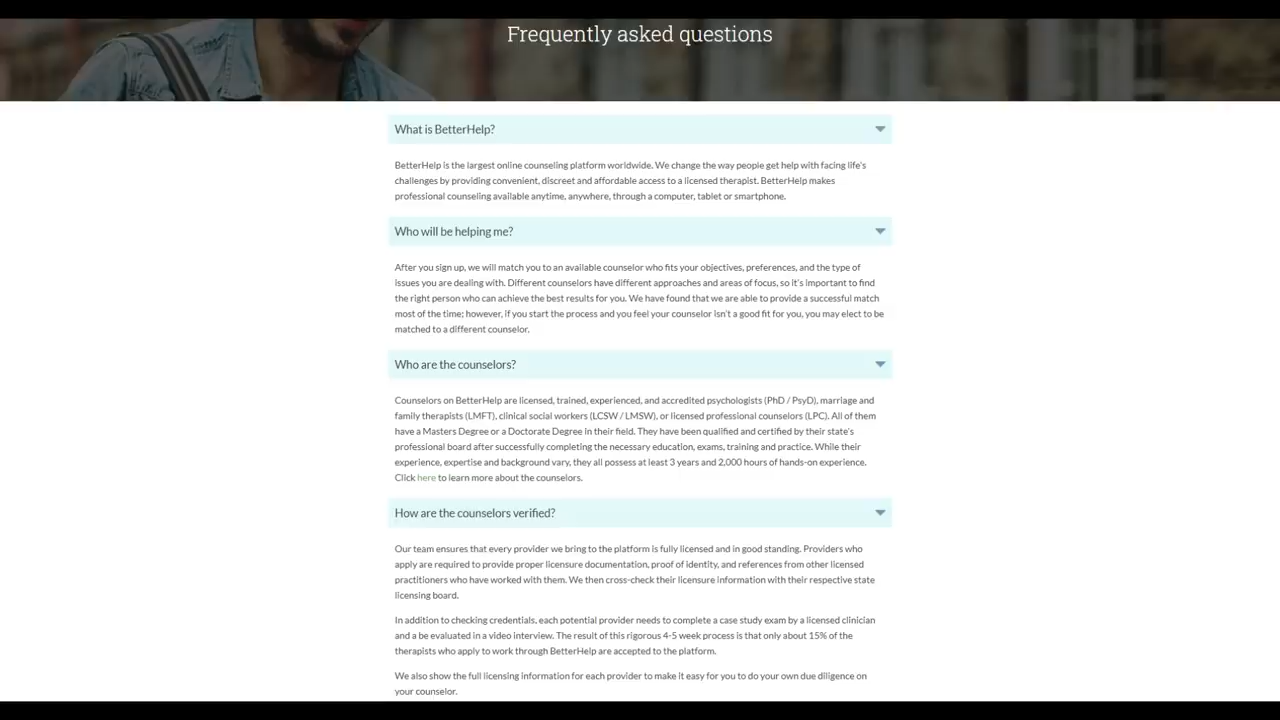 Frequently asked questions
What is BetterHelp?
BetterHelp is the largest online counseling platform worldwide. We change the way people get help with facing life's
challenges by providing convenient, discreet and affordable access to a licensed therapist. BetterHelp makes
professional counseling available anytime, anywhere, through a computer, tablet or smartphone.
Who will be helping me?
After you sign up, we will match you to an available counselor who fits your objectives, preferences, and the type of
issues you are dealing with. Different counselors have different approaches and areas of focus, so it's important to find
the right person who can achieve the best results for you. We have found that we are able to provide a successful match
most of the time; however, if you start the process and you feel your counselor isn't a good fit for you, you may elect to be
matched to a different counselor.
Who are the counselors?
Counselors on BetterHelp are licensed, trained, experienced, and accredited psychologists (PhD / PsyD), marriage and
family therapists (LMFT), clinical social workers (LCSW / LMSW), or licensed professional counselors (LPC). All of them
have a Masters Degree or a Doctorate Degree in their field. They have been qualified and certified by their state's
professional board after successfully completing the necessary education, exams, training and practice. While their
experience, expertise and background vary, they all possess at least 3 years and 2,000 hours of hands-on experience.
Click here to learn more about the counselors.
How are the counselors verified?
Our team ensures that every provider we bring to the platform is fully licensed and in good standing. Providers who
apply are required to provide proper licensure documentation, proof of identity, and references from other licensed
practitioners who have worked with them. We then cross-check their licensure information with their respective state
licensing board.
In addition to checking credentials, each potential provider needs to complete a case study exam by a licensed clinician
and a be evaluated in a video interview. The result of this rigorous 4-5 week process is that only about 15% of the
therapists who apply to work through BetterHelp are accepted to the platform.
We also show the full licensing information for each provider to make it easy for you to do your own due diligence on
your counselor.